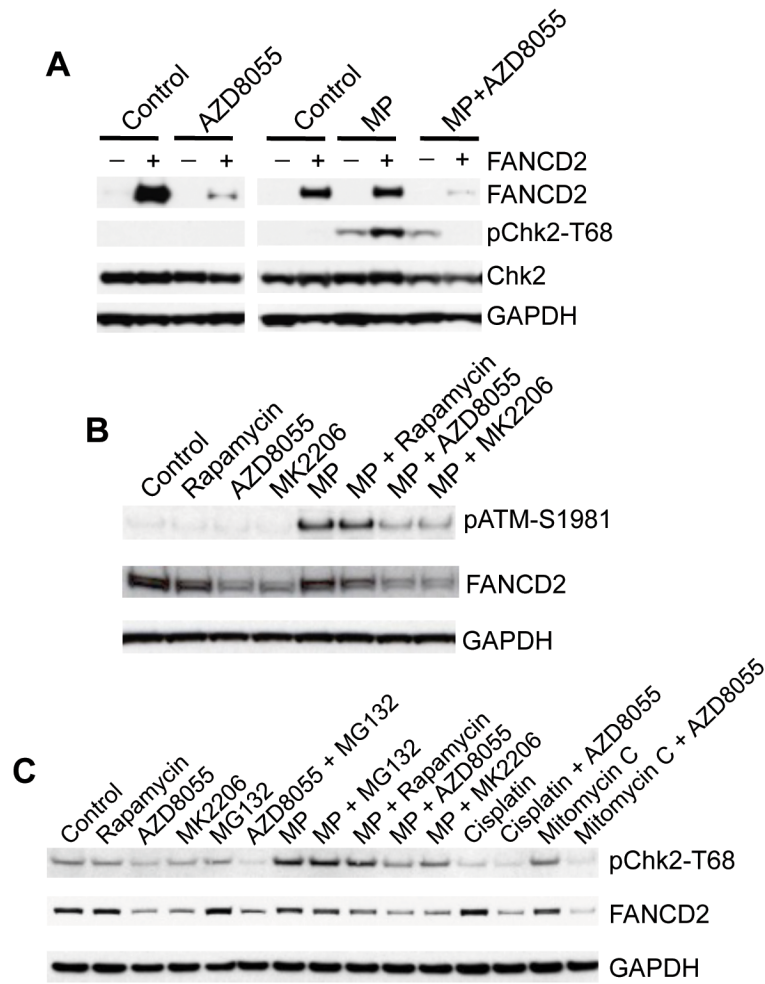 A
Control AZD8055 Control MP MP+AZD8055
– + – + – + – + – + FANCD2
FANCD2
pChk2-T68
Chk2
GAPDH
B
Control Rapamycin AZD8055 MK2206 MP MP + Rapamycin MP + AZD8055 MP + MK2206
pATM-S1981
FANCD2
GAPDH
C
Control Rapamycin AZD8055 MK2206 MG132 AZD8055 + MG132 MP MP + MG132 MP + Rapamycin MP + AZD8055 MP + MK2206 Cisplatin Cisplatin + AZD8055 Mitomycin C Mitomycin C + AZD8055
pChk2-T68
FANCD2
GAPDH